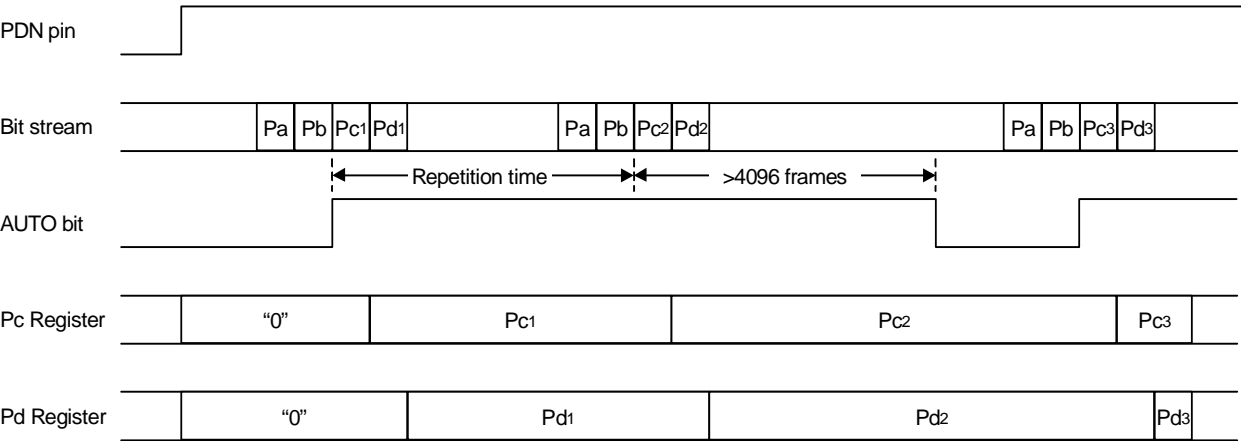 PDN pin
Bit stream Pa Pb Pc1 Pd1 Pa Pb Pc2 Pd2 Pa Pb Pc3 Pd3
Repetition time >4096 frames
AUTO bit
Pc Register “0” Pc1 Pc2 Pc3
Pd Register “0” Pd1 Pd2 Pd3